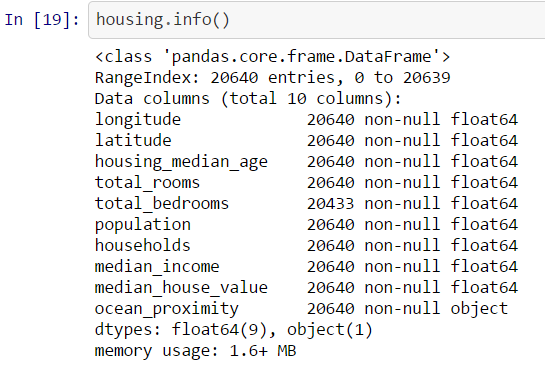 In [19]: housing.info()
<class 'pandas.core.frame.DataFrame'>
RangeIndex: 20640 entries, 0 to 20639
Data columns (total 10 columns):
longitude             20640 non-null float64
latitude              20640 non-null float64
housing_median_age    20640 non-null float64
total_rooms           20640 non-null float64
total_bedrooms        20433 non-null float64
population            20640 non-null float64
households            20640 non-null float64
median_income         20640 non-null float64
median_house_value    20640 non-null float64
ocean_proximity       20640 non-null object
dtypes: float64(9), object(1)
memory usage: 1.6+ MB